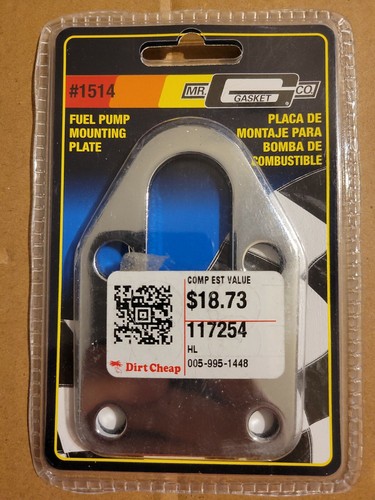 #1514
MR. GASKET CO.
FUEL PUMP
MOUNTING
PLATE
PLACA DE
MONTAJE PARA
BOMBA DE
COMBUSTIBLE
COMP EST VALUE
$18.73
117254
HL
Dirt Cheap
005-995-1448